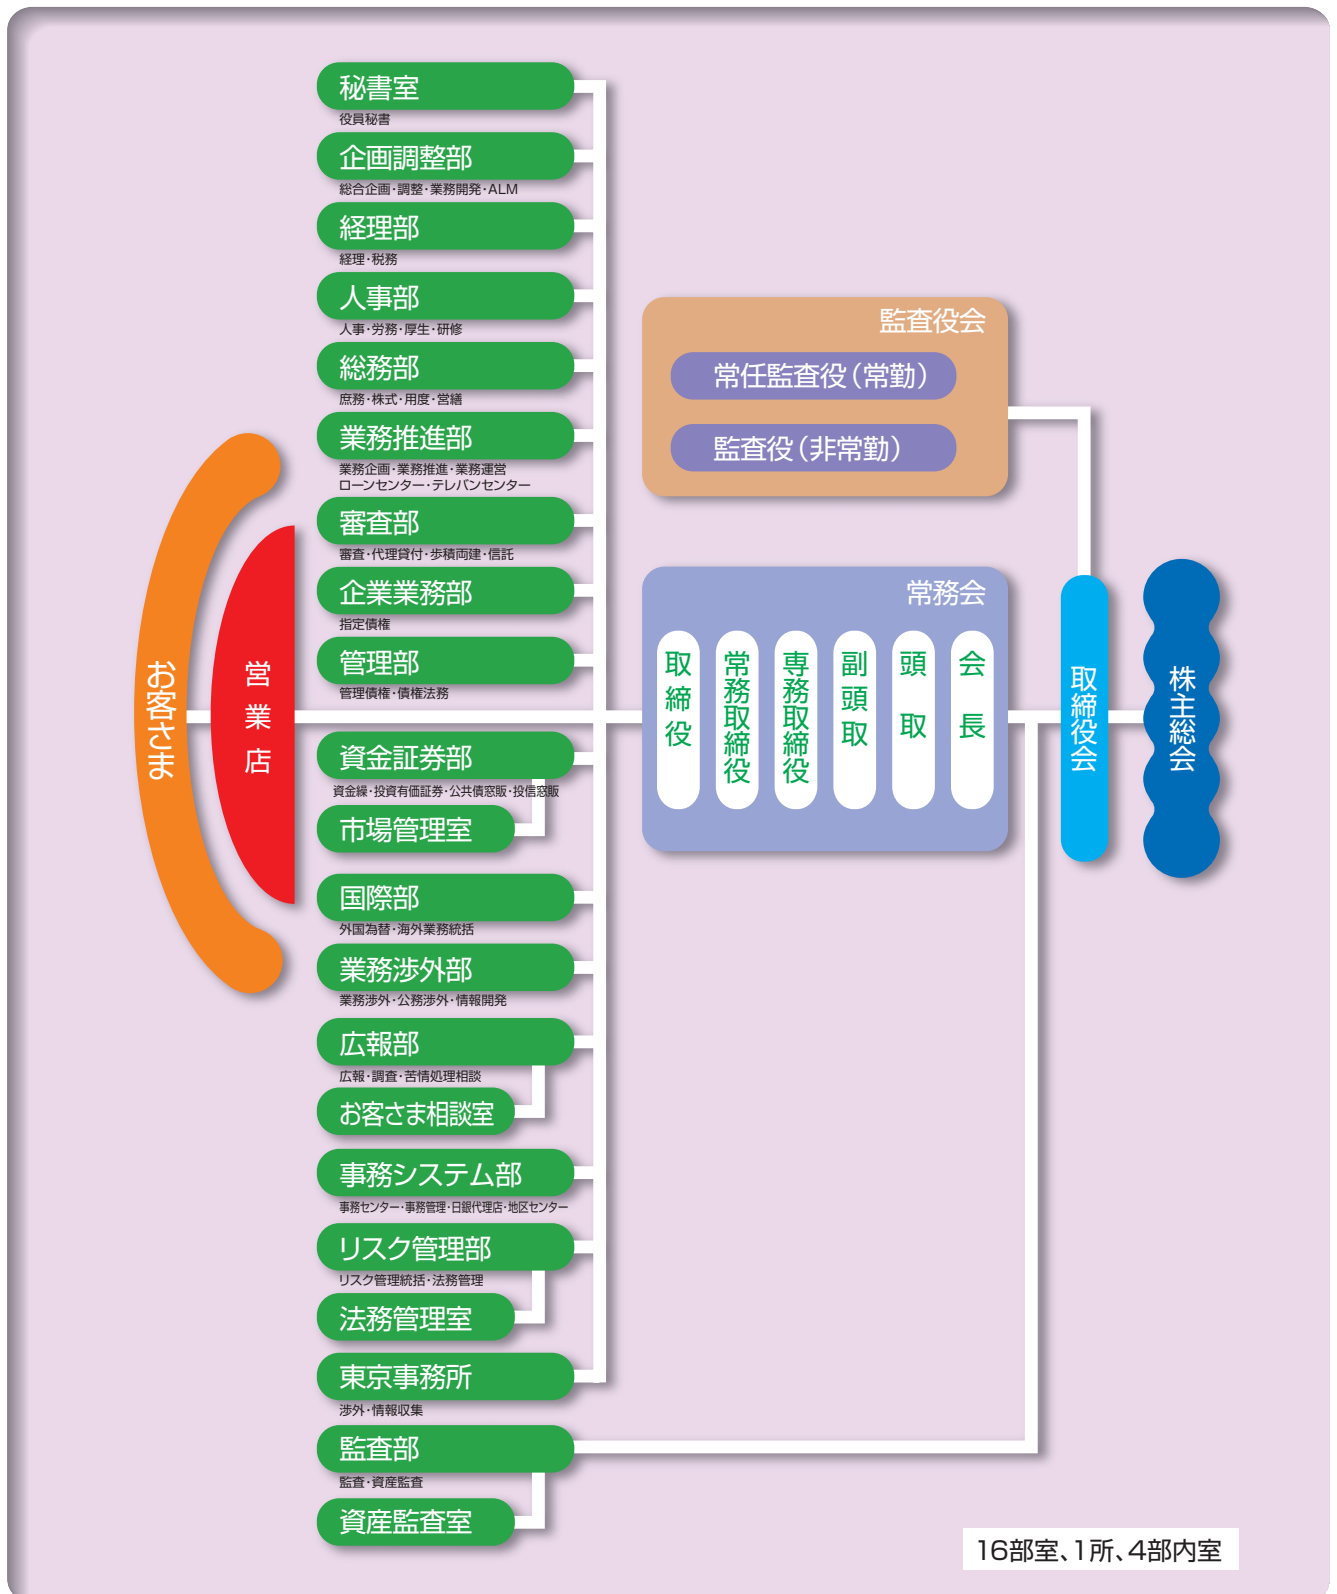 秘書室
役員秘書
企画調整部
総合企画・調整・業務開発・ALM
経理部
経理・税務
人事部
人事・労務・厚生・研修
総務部
庶務・株式・用度・営繕
業務推進部
業務企画・業務推進・業務運営
ローンセンター・テレバンセンター
審査部
審査・代理貸付・歩積両建・信託
企業業務部
指定債権
管理部
管理債権・債権法務
資金証券部
資金繰・投資有価証券・公共債窓販・投信窓販
市場管理室
国際部
外国為替・海外業務統括
業務渉外部
業務渉外・公務渉外・情報開発
広報部
広報・調査・苦情処理相談
お客さま相談室
事務システム部
事務センター・事務管理・日銀代理店・地区センター
リスク管理部
リスク管理統括・法務管理
法務管理室
東京事務所
渉外・情報収集
監査部
監査・資産監査
資産監査室
お客さま
営業店
監査役会
常任監査役（常勤）
監査役（非常勤）
常務会
取締役
常務取締役
専務取締役
副頭取
頭取
会長
取締役会
株主総会
16部室、1所、4部内室